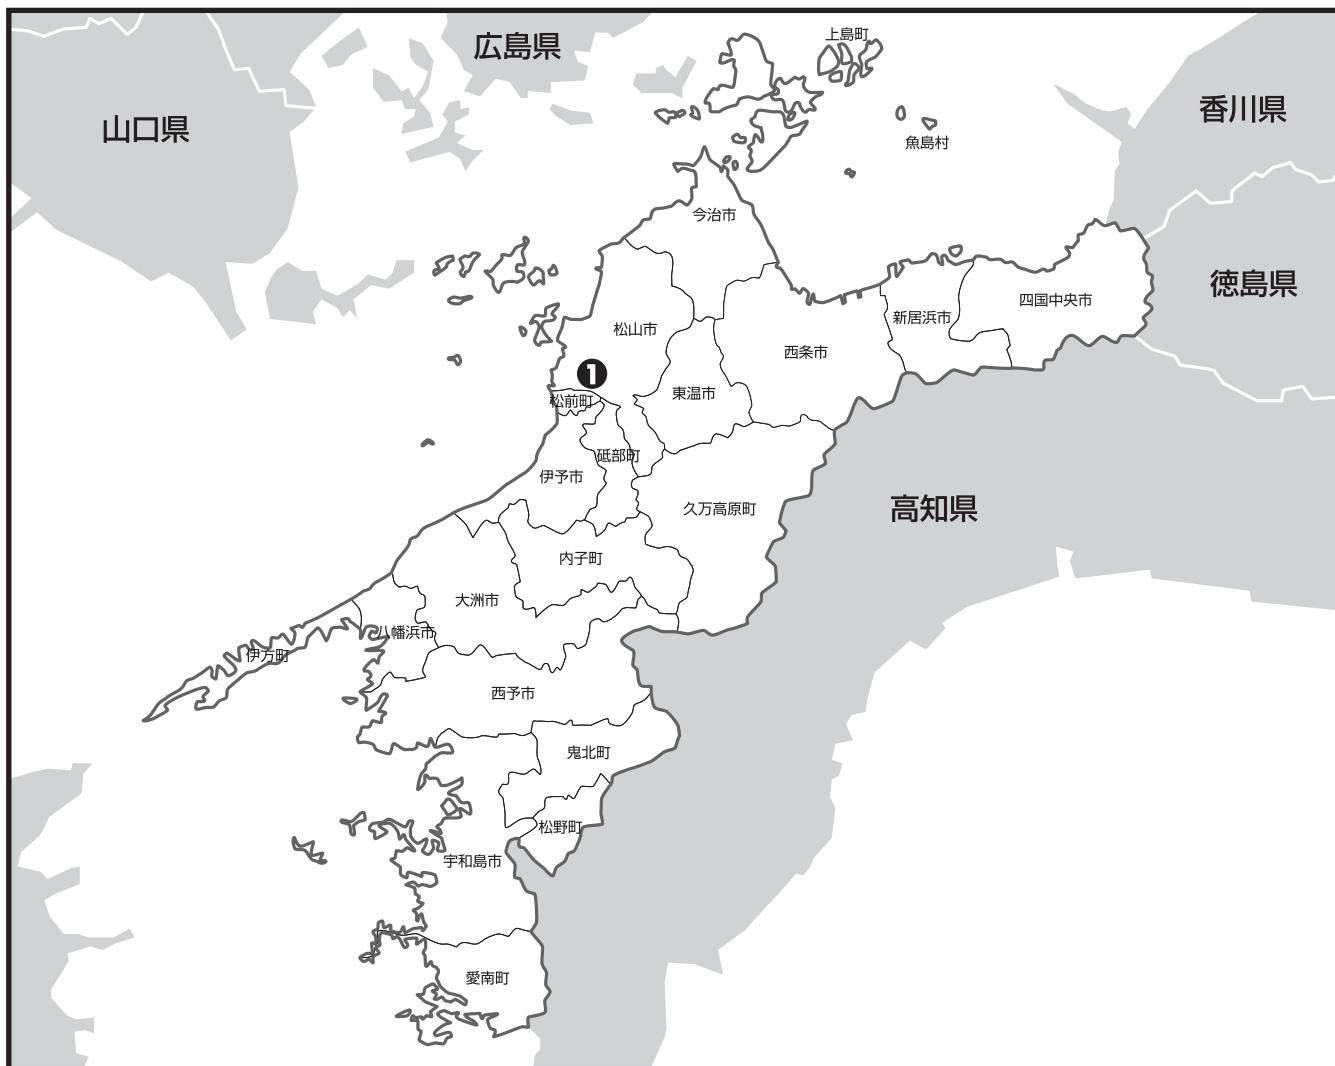 上島町
広島県
香川県
山口県
魚島村
今治市
徳島県
四国中央市
新居浜市
松山市
西条市
1
東温市
松前町
砥部町
伊予市
久万高原町
高知県
内子町
大洲市
八幡浜市
伊方町
西予市
鬼北町
松野町
宇和島市
愛南町